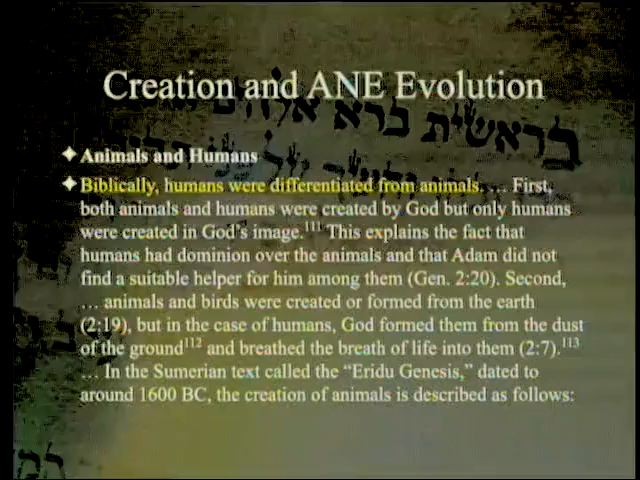 Creation and ANE Evolution
בראשית ברא אלהים
Animals and Humans
Biblically, humans were differentiated from animals. … First,
both animals and humans were created by God but only humans
were created in God's image.111 This explains the fact that
humans had dominion over the animals and that Adam did not
find a suitable helper for him among them (Gen. 2:20). Second,
… animals and birds were created or formed from the earth
(2:19), but in the case of humans, God formed them from the dust
of the ground112 and breathed the breath of life into them (2:7).113
… In the Sumerian text called the “Eridu Genesis,” dated to
around 1600 BC, the creation of animals is described as follows: